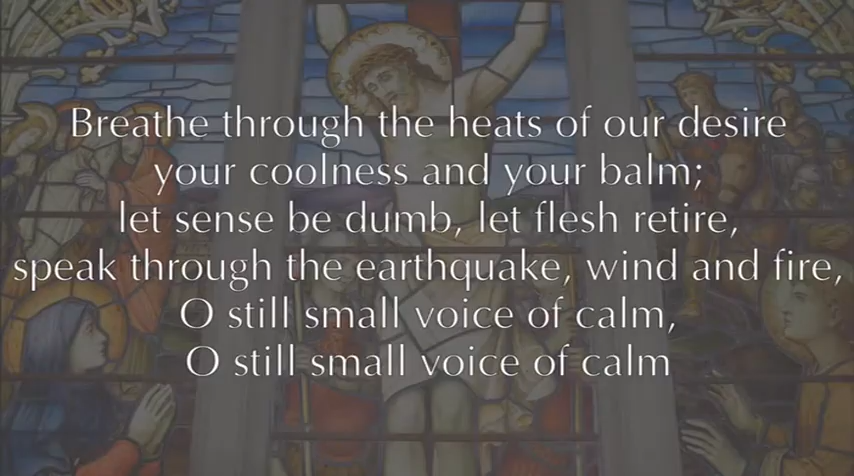 Breathe through the heats of our desire
your coolness and your balm;
let sense be dumb, let flesh retire,
speak through the earthquake, wind and fire,
O still small voice of calm,
O still small voice of calm